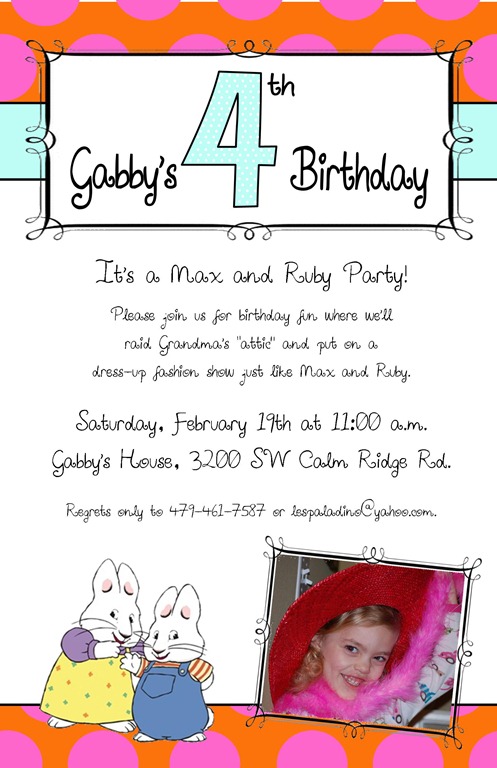 Gabby's 4th Birthday
It's a Max and Ruby Party!
Please join us for birthday fun where we'll
raid Grandma's "attic" and put on a
dress-up fashion show just like Max and Ruby.
Saturday, February 19th at 11:00 a.m.
Gabby's House, 3200 SW Calm Ridge Rd.
Regrets only to 479-461-7587 or lespaladino@yahoo.com.